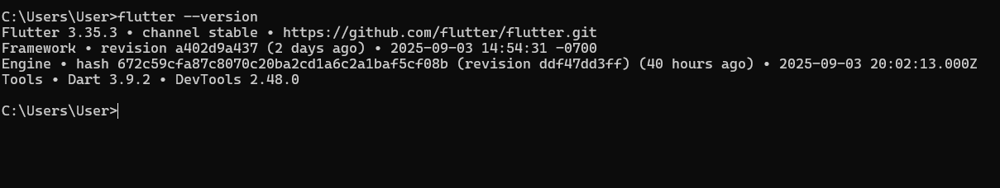 C:\Users\User>flutter --version
Flutter 3.35.3 • channel stable • https://github.com/flutter/flutter.git
Framework • revision a402d9a437 (2 days ago) • 2025-09-03 14:54:31 -0700
Engine • hash 672c59cfa87c8070c20ba2cd1a6c2a1baf5cf08b (revision ddf47dd3ff) (40 hours ago) • 2025-09-03 20:02:13.000Z
Tools • Dart 3.9.2 • DevTools 2.48.0
C:\Users\User>